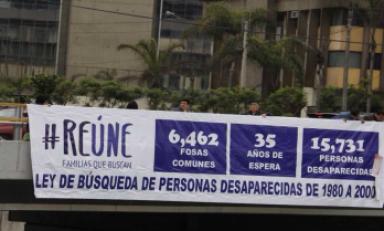 #REÚNE
FAMILIAS QUE BUSCAN
6,462
FOSAS
COMUNES
35
AÑOS DE
ESPERA
15,731
PERSONAS
DESAPARECIDAS
LEY DE BÚSQUEDA DE PERSONAS DESAPARECIDAS DE 1980 A 2000